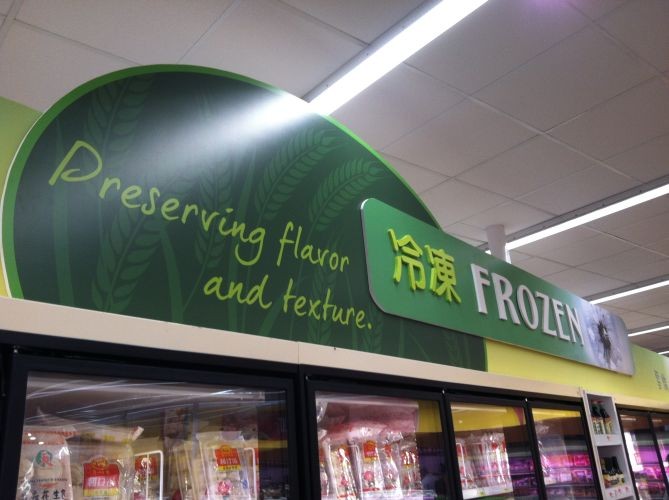 Preserving flavor
and texture.
冷凍 FROZEN